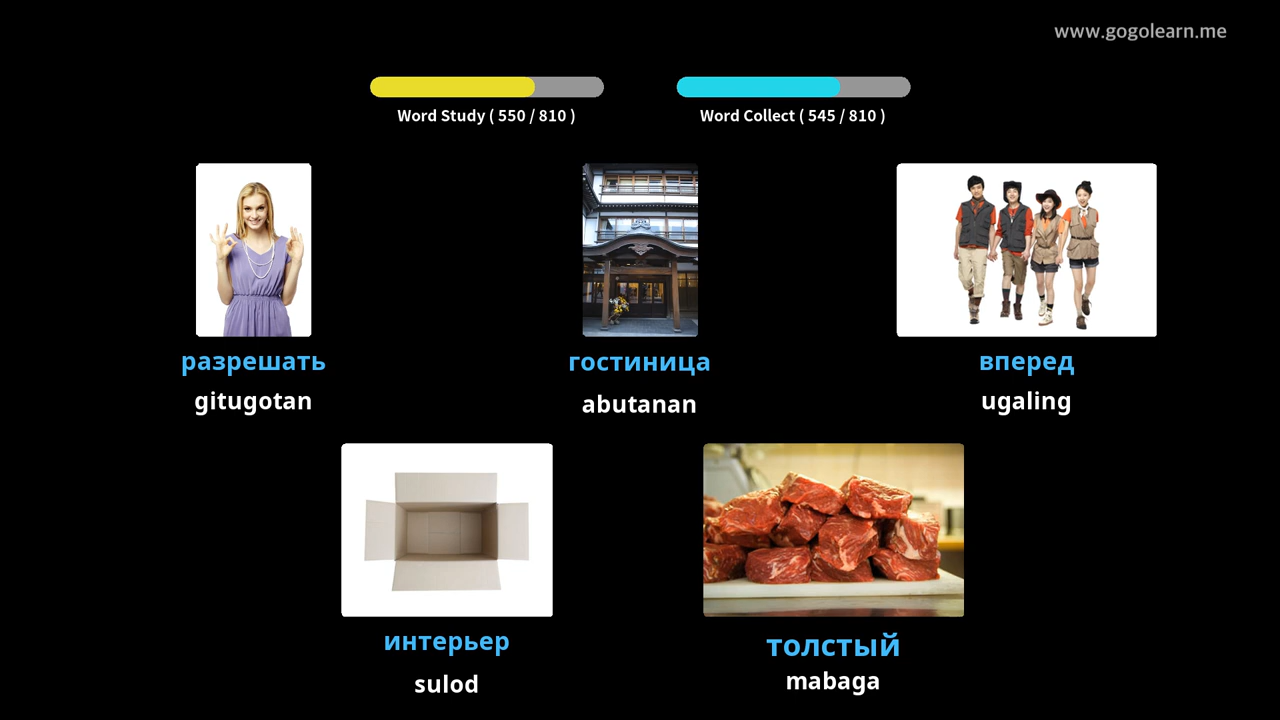 www.gogolearn.me
Word Study ( 550 / 810 )
Word Collect ( 545 / 810 )
разрешать
gitugotan
гостиница
abutanan
вперед
ugaling
интерьер
sulod
толстый
mabaga